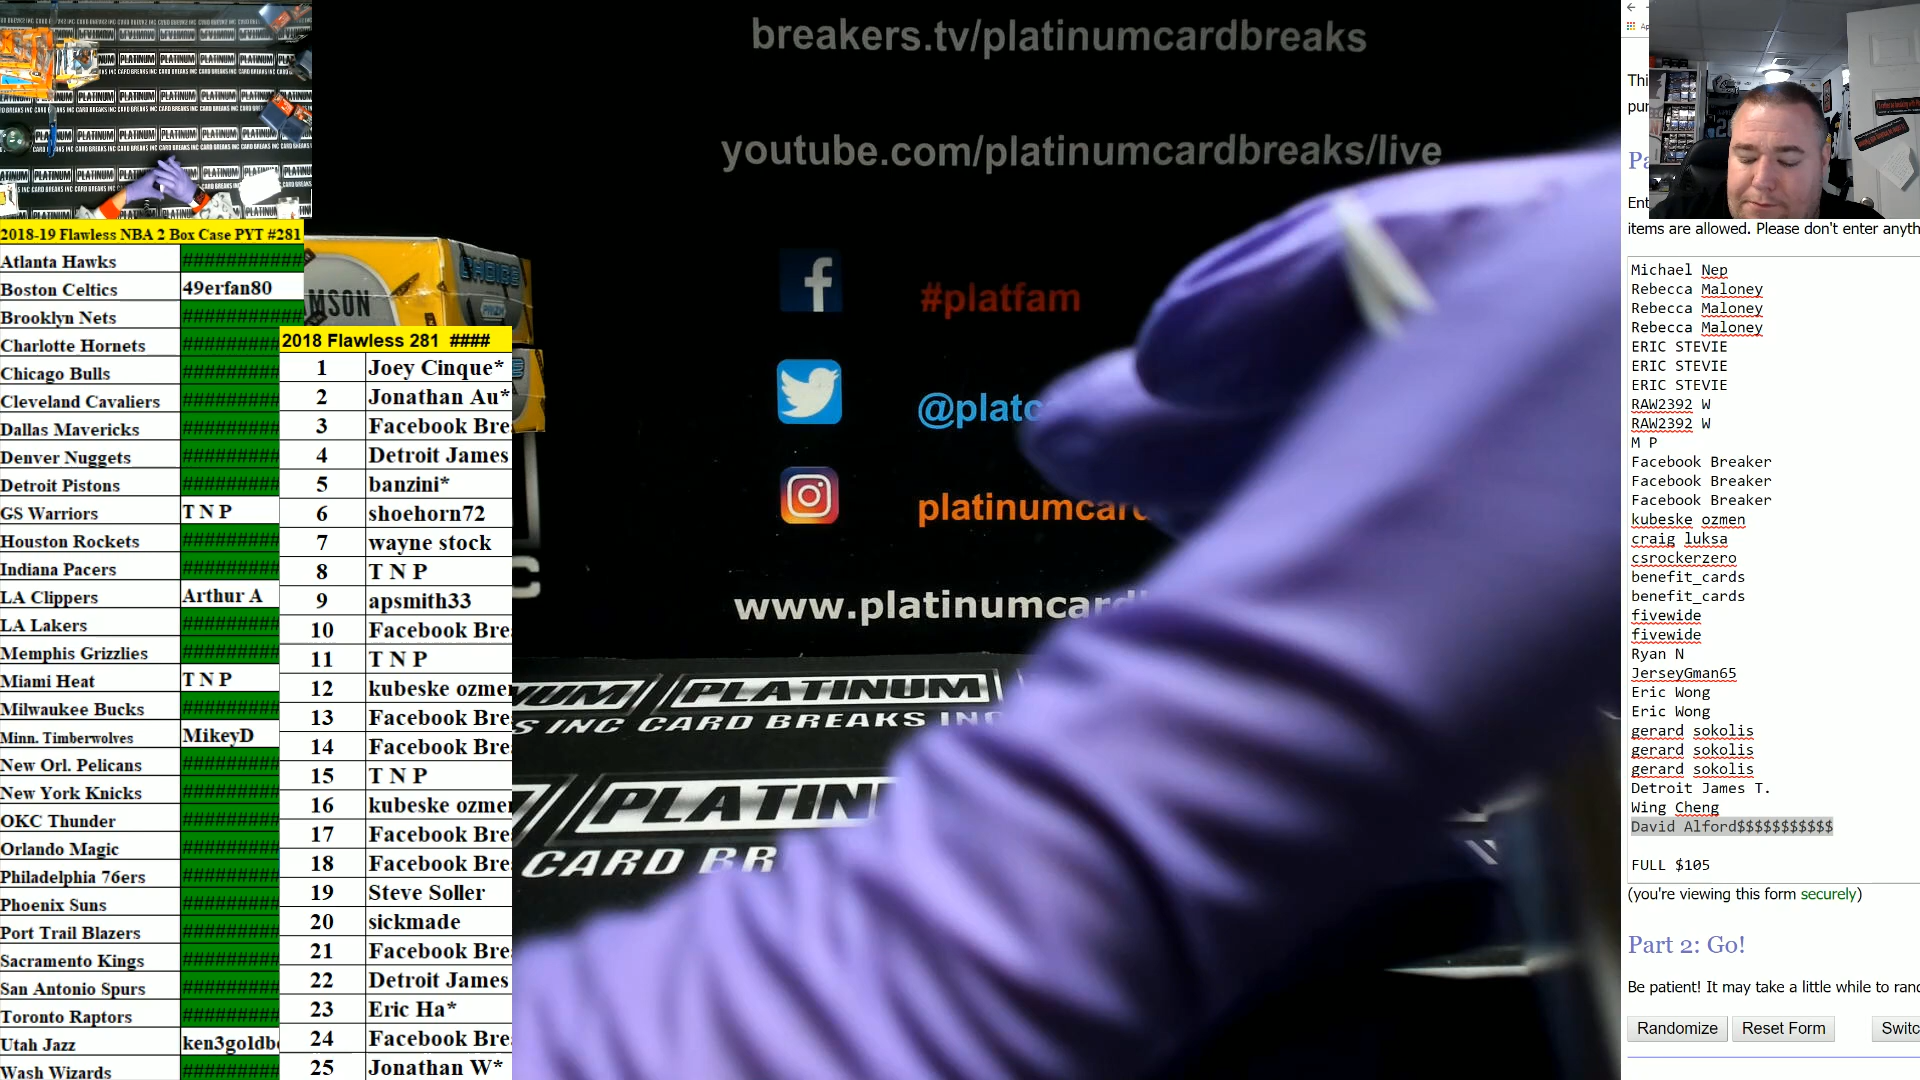 breakers.tv/platinumcardbreaks
youtube.com/platinumcardbreaks/live
#platfam
@platc
platinumcard
www.platinumcard
PLATINUM
CARD BREAKS INC
2018-19 Flawless NBA 2 Box Case PYT #281
Atlanta Hawks ############
Boston Celtics 49erfan80
Brooklyn Nets ############
Charlotte Hornets
Chicago Bulls
Cleveland Cavaliers
Dallas Mavericks
Denver Nuggets
Detroit Pistons
GS Warriors T N P
Houston Rockets
Indiana Pacers
LA Clippers Arthur A
LA Lakers
Memphis Grizzlies
Miami Heat T N P
Milwaukee Bucks
Minn. Timberwolves MikeyD
New Orl. Pelicans
New York Knicks
OKC Thunder
Orlando Magic
Philadelphia 76ers
Phoenix Suns
Port Trail Blazers
Sacramento Kings
San Antonio Spurs
Toronto Raptors
Utah Jazz ken3goldb
Wash Wizards
2018 Flawless 281 ####
1 Joey Cinque*
2 Jonathan Au*
3 Facebook Bre
4 Detroit James
5 banzini*
6 shoehorn72
7 wayne stock
8 T N P
9 apsmith33
10 Facebook Bre
11 T N P
12 kubeske ozmen
13 Facebook Bre
14 Facebook Bre
15 T N P
16 kubeske ozmen
17 Facebook Bre
18 Facebook Bre
19 Steve Soller
20 sickmade
21 Facebook Bre
22 Detroit James
23 Eric Ha*
24 Facebook Bre
25 Jonathan W*
items are allowed. Please don't enter anyth
Michael Nep
Rebecca Maloney
Rebecca Maloney
Rebecca Maloney
ERIC STEVIE
ERIC STEVIE
ERIC STEVIE
RAW2392 W
RAW2392 W
M P
Facebook Breaker
Facebook Breaker
Facebook Breaker
kubeske ozmen
craig luksa
csrockerzero
benefit_cards
benefit_cards
fivewide
fivewide
Ryan N
JerseyGman65
Eric Wong
Eric Wong
gerard sokolis
gerard sokolis
gerard sokolis
Detroit James T.
Wing Cheng
David Alford$$$$$$$$$$$
FULL $105
(you're viewing this form securely)
Part 2: Go!
Be patient! It may take a little while to rand
Randomize Reset Form Switc